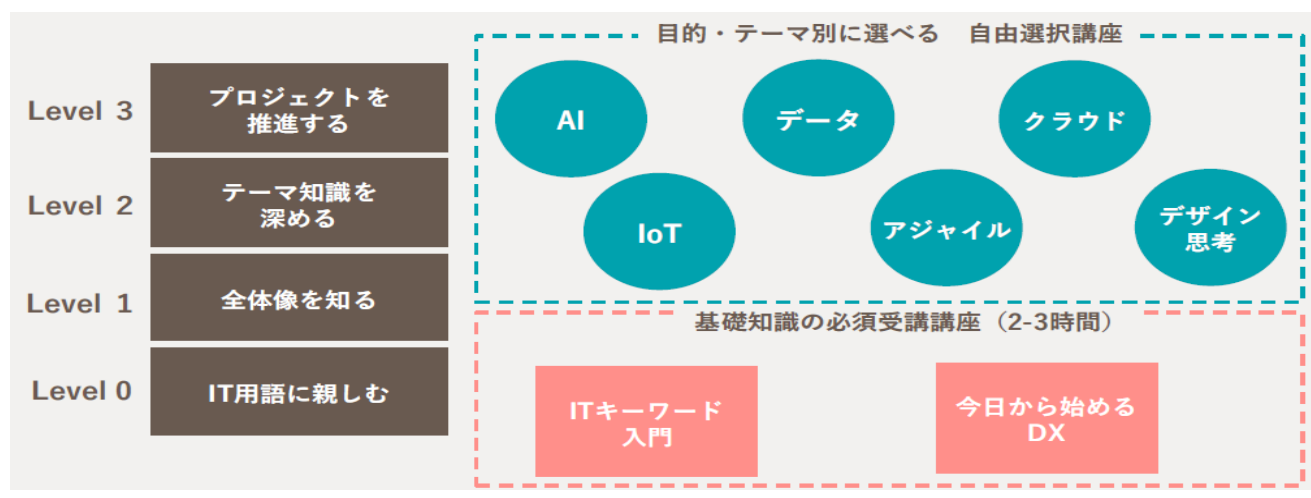 目的・テーマ別に選べる 自由選択講座
Level 3
プロジェクトを
推進する
Level 2
テーマ知識を
深める
Level 1
全体像を知る
Level 0
IT用語に親しむ
AI
データ
クラウド
IoT
アジャイル
デザイン
思考
基礎知識の必須受講講座（2-3時間）
ITキーワード
入門
今日から始める
DX